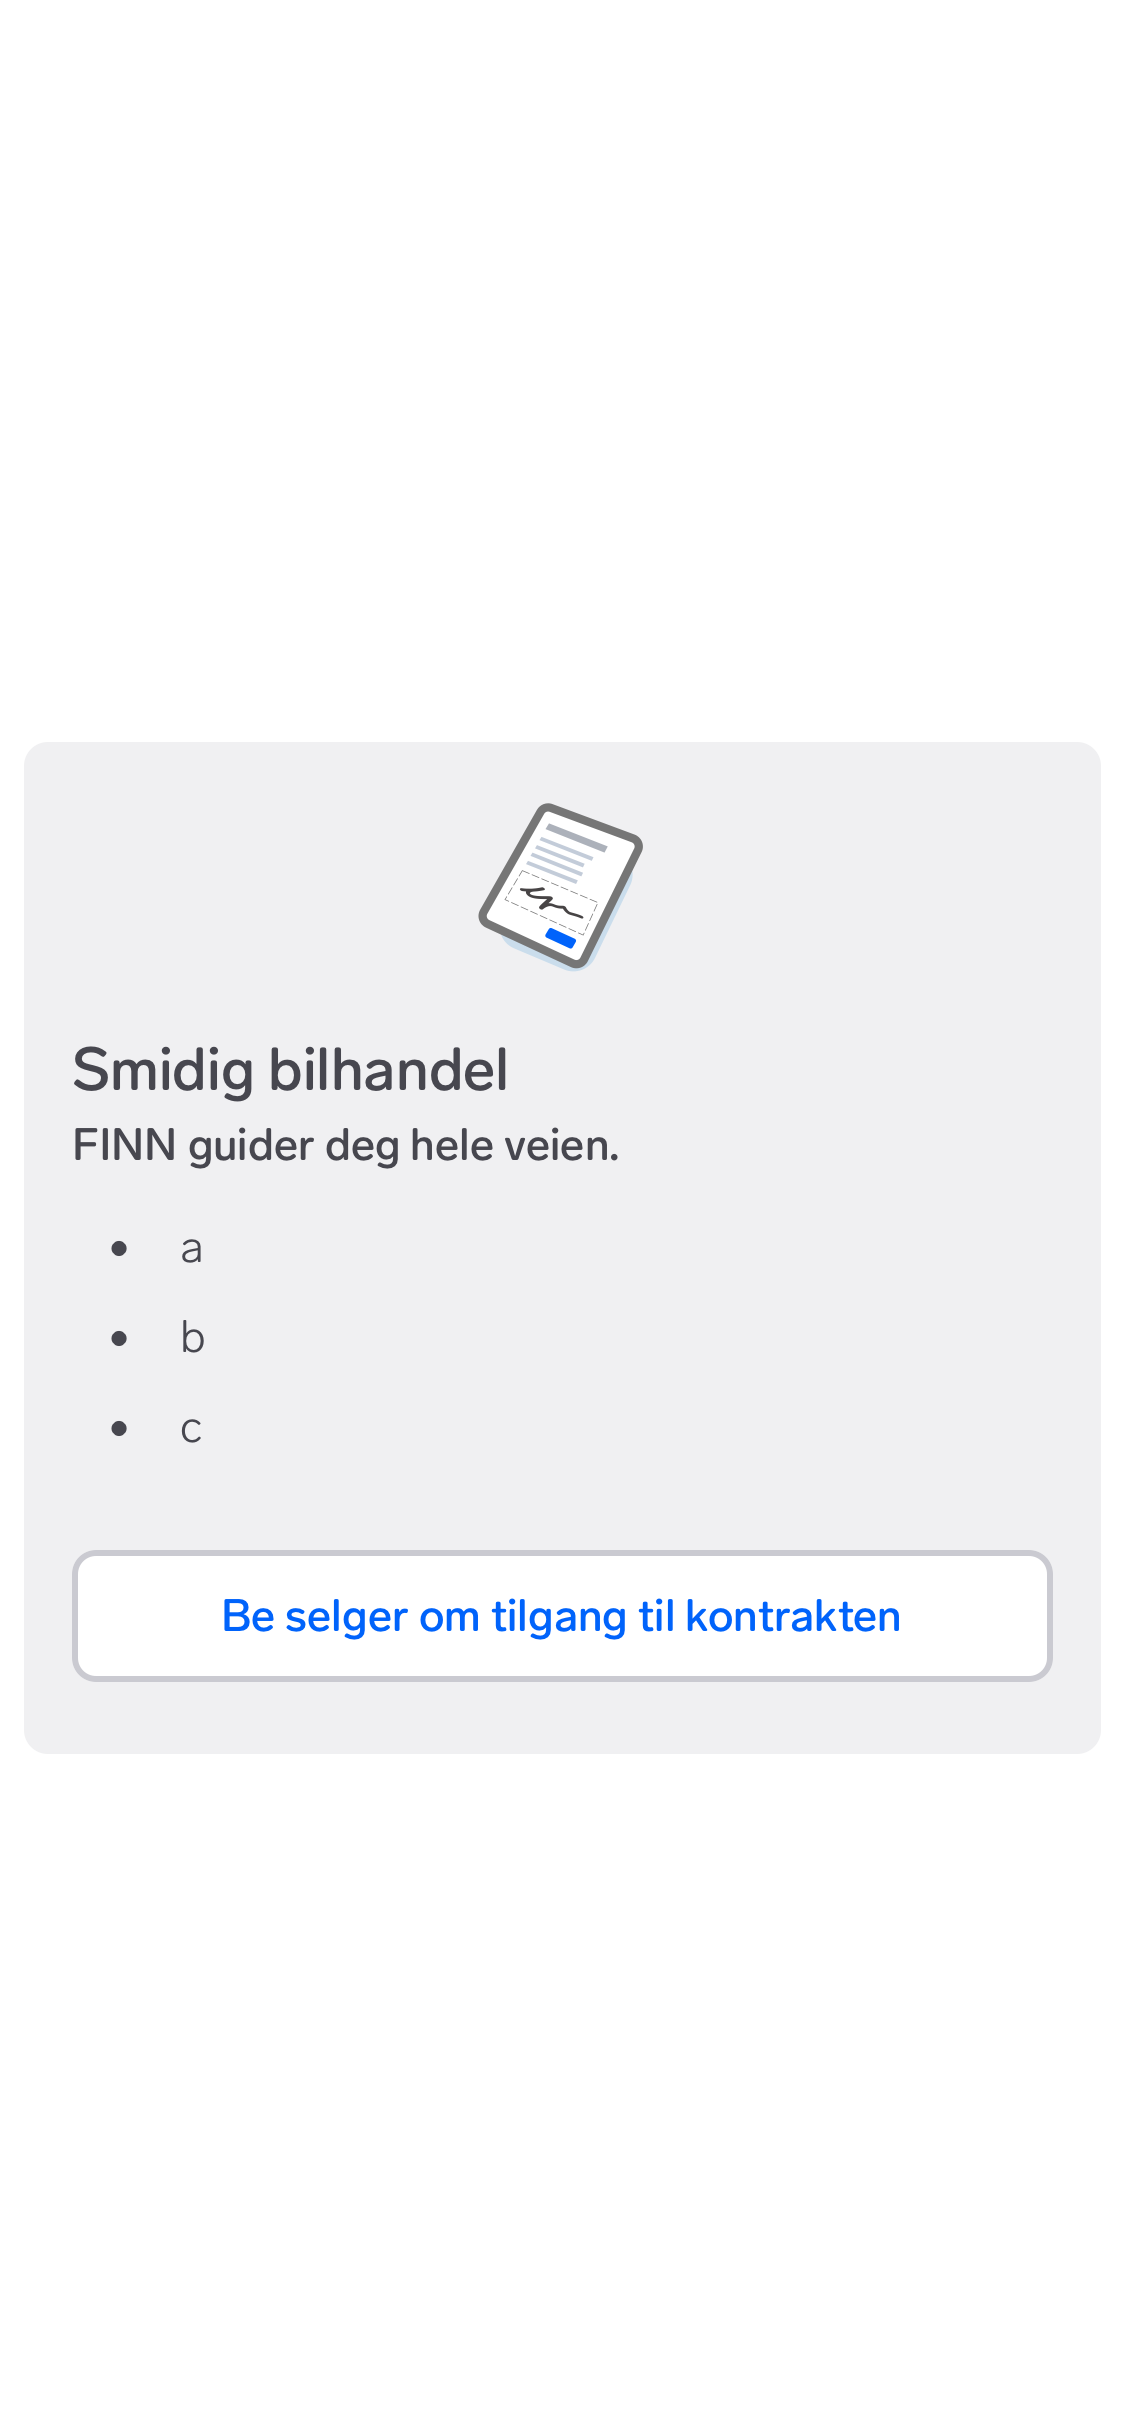 Smidig bilhandel
FINN guider deg hele veien.
• a
• b
• c
Be selger om tilgang til kontrakten